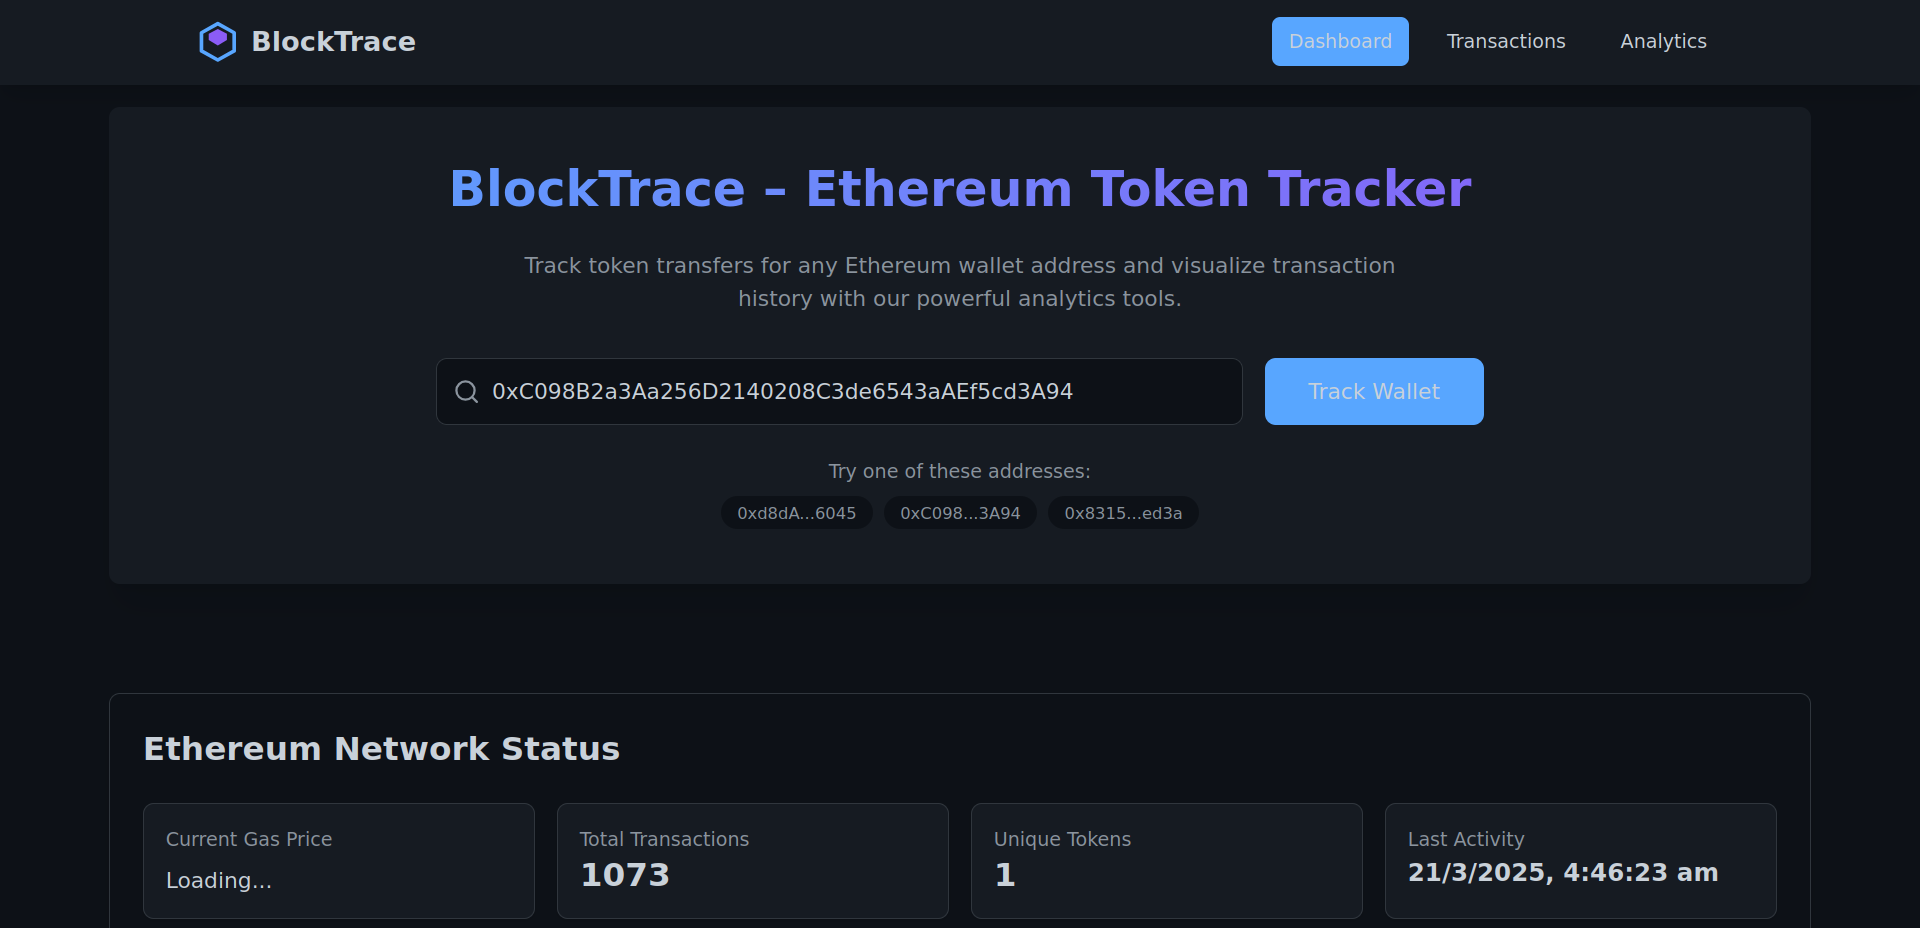 BlockTrace
Dashboard
Transactions
Analytics
BlockTrace – Ethereum Token Tracker
Track token transfers for any Ethereum wallet address and visualize transaction
history with our powerful analytics tools.
0xC098B2a3Aa256D2140208C3de6543aAEf5cd3A94
Track Wallet
Try one of these addresses:
0xd8dA...6045
0xC098...3A94
0x8315...ed3a
Ethereum Network Status
Current Gas Price
Loading...
Total Transactions
1073
Unique Tokens
1
Last Activity
21/3/2025, 4:46:23 am